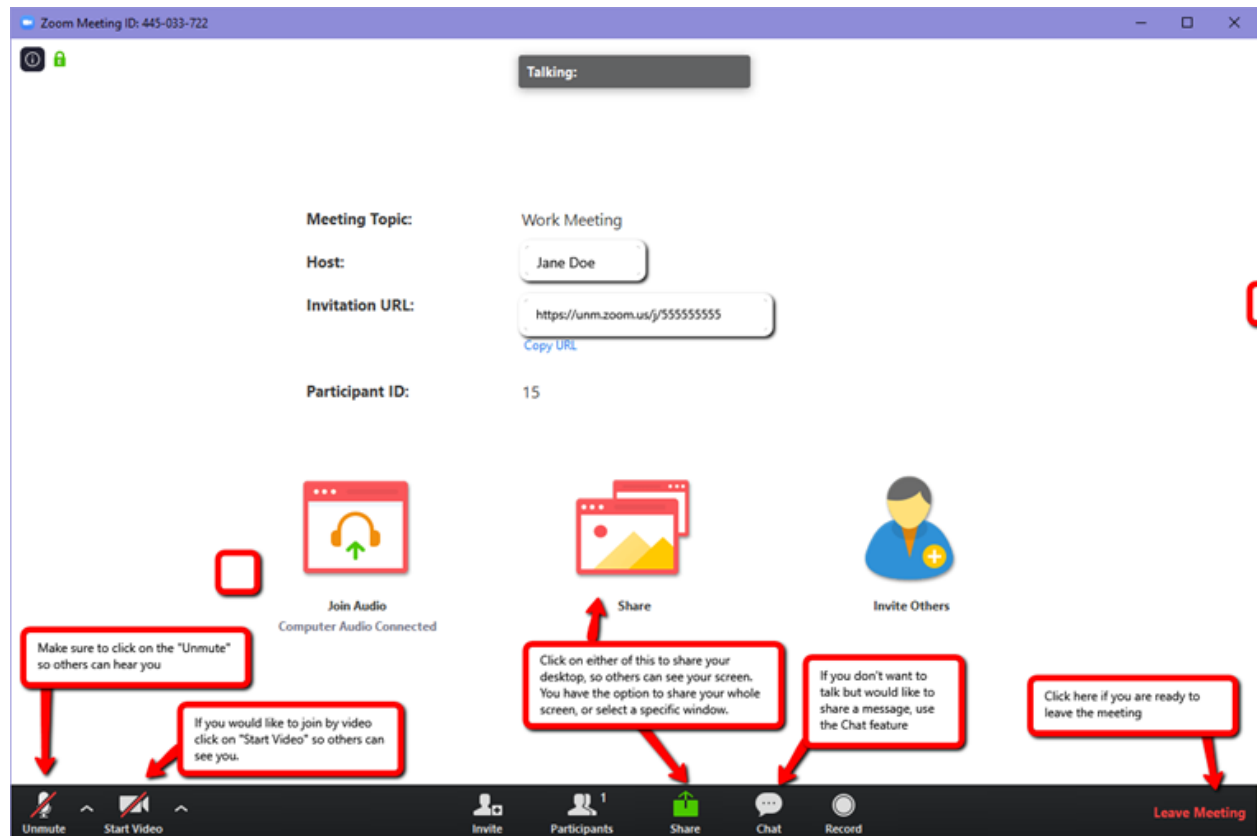 Zoom Meeting ID: 445-033-722
Talking:
Meeting Topic: Work Meeting
Host: Jane Doe
Invitation URL: https://unm.zoom.us/j/555555555
Copy URL
Participant ID: 15
Join Audio
Computer Audio Connected
Share
Invite Others
Make sure to click on the "Unmute"
so others can hear you
If you would like to join by video
click on "Start Video" so others can
see you.
Click on either of this to share your
desktop, so others can see your screen.
You have the option to share your whole
screen, or select a specific window.
If you don't want to
talk but would like to
share a message, use
the Chat feature
Click here if you are ready to
leave the meeting
Unmute
Start Video
Invite
1
Participants
Share
Chat
Record
Leave Meeting